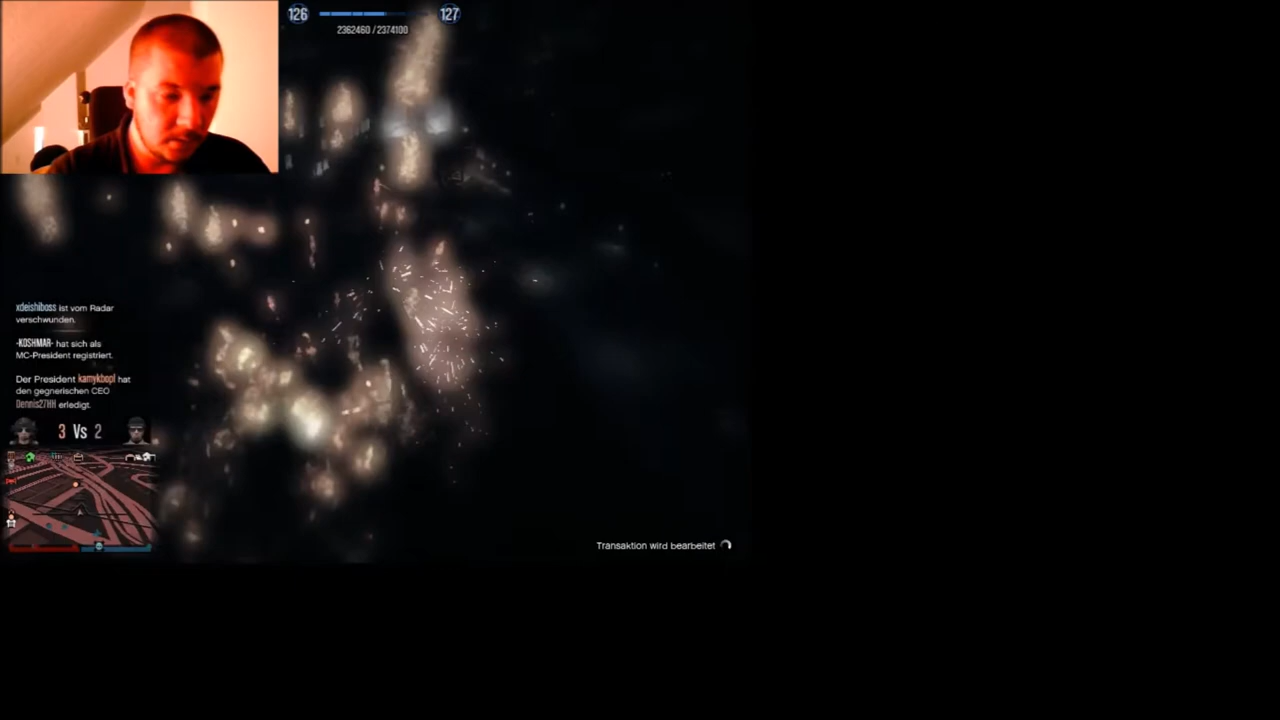 126 127
2362460 / 2374100
xdeishiboss ist vom Radar
verschwunden.
-KOSHMAR- hat sich als
MC-President registriert.
Der President kamykbopl hat
den gegnerischen CEO
Dennis27HH erledigt.
3 Vs 2
Transaktion wird bearbeitet